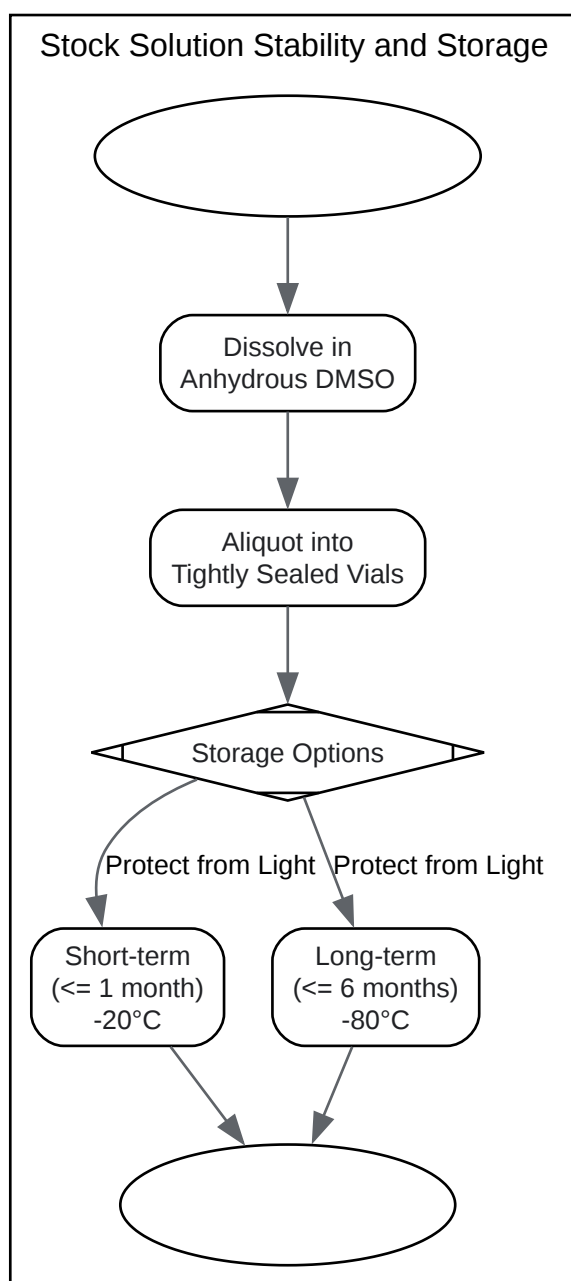 Stock Solution Stability and Storage
Dissolve in
Anhydrous DMSO
Aliquot into
Tightly Sealed Vials
Storage Options
Protect from Light
Protect from Light
Short-term
(<= 1 month)
-20°C
Long-term
(<= 6 months)
-80°C